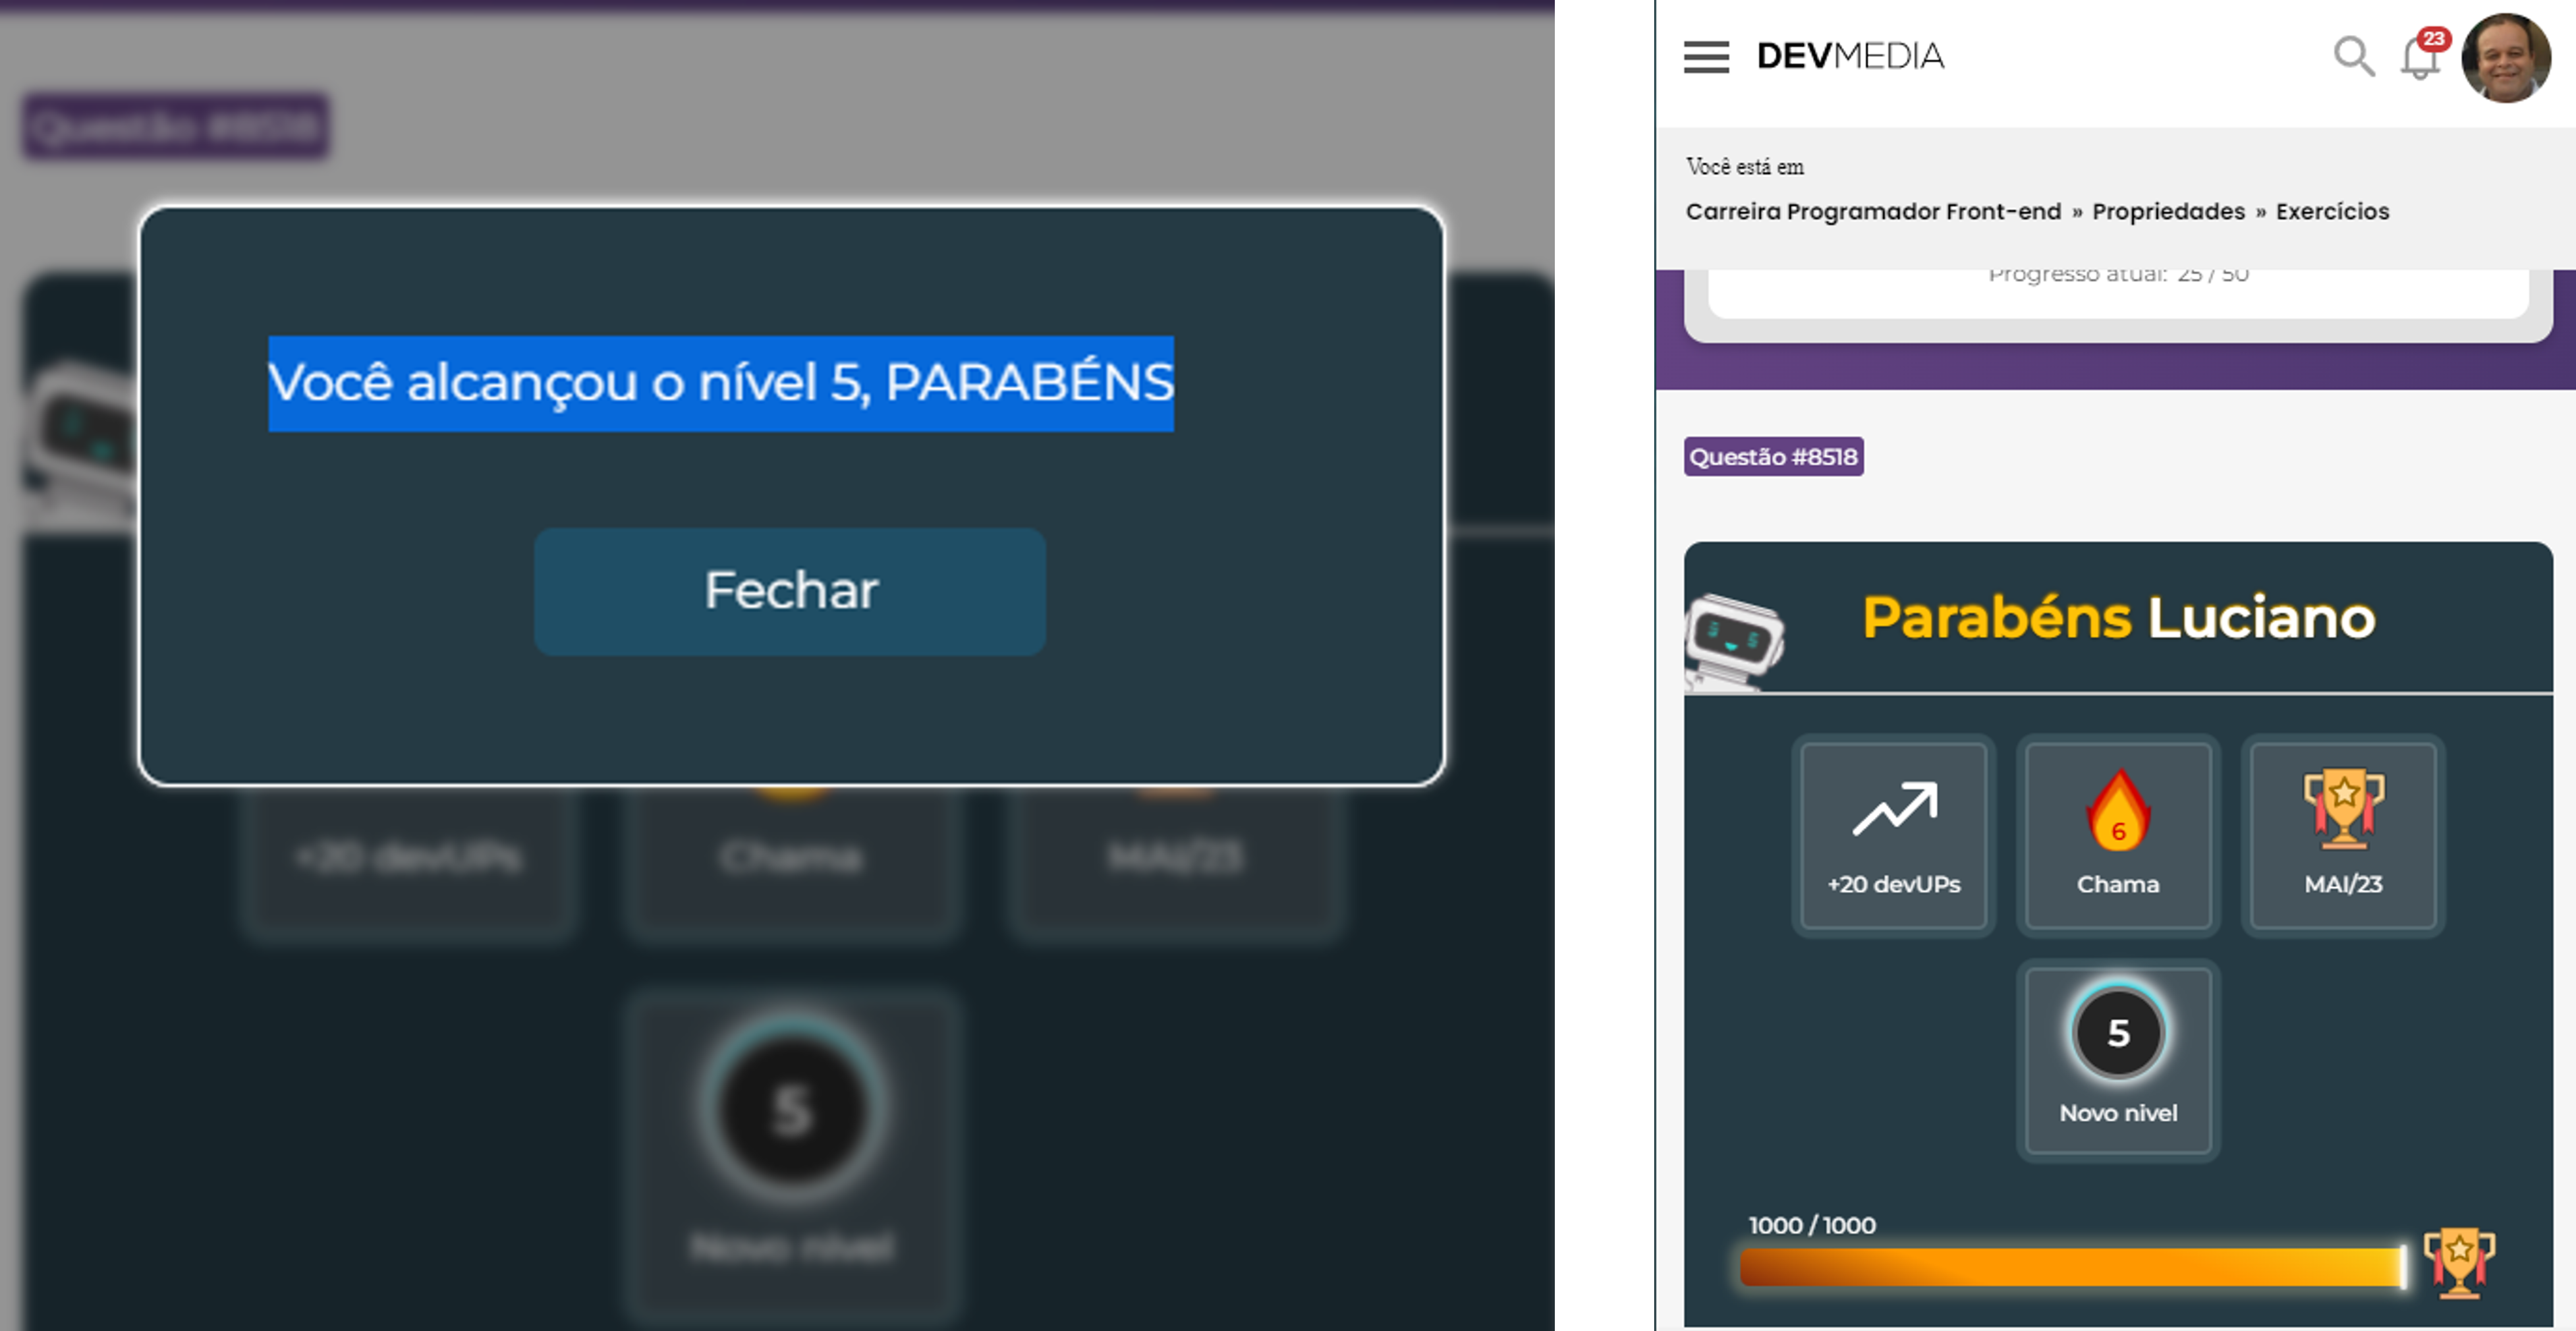 Questão #8518
Você alcançou o nível 5, PARABÉNS
Fechar
+20 devUPs
Chama
MAI/23
5
Novo nivel
DEVMEDIA
23
Você está em
Carreira Programador Front-end » Propriedades » Exercícios
Progresso atual: 25 / 50
Questão #8518
Parabéns Luciano
6
+20 devUPs
Chama
MAI/23
5
Novo nivel
1000 / 1000